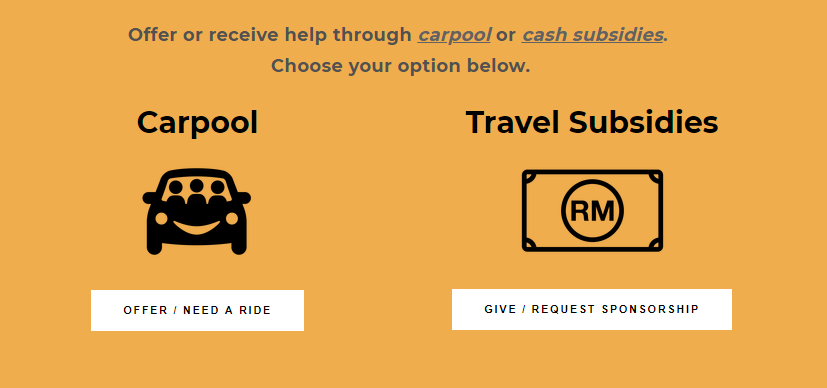 Offer or receive help through carpool or cash subsidies.
Choose your option below.
Carpool
Travel Subsidies
RM
OFFER / NEED A RIDE
GIVE / REQUEST SPONSORSHIP